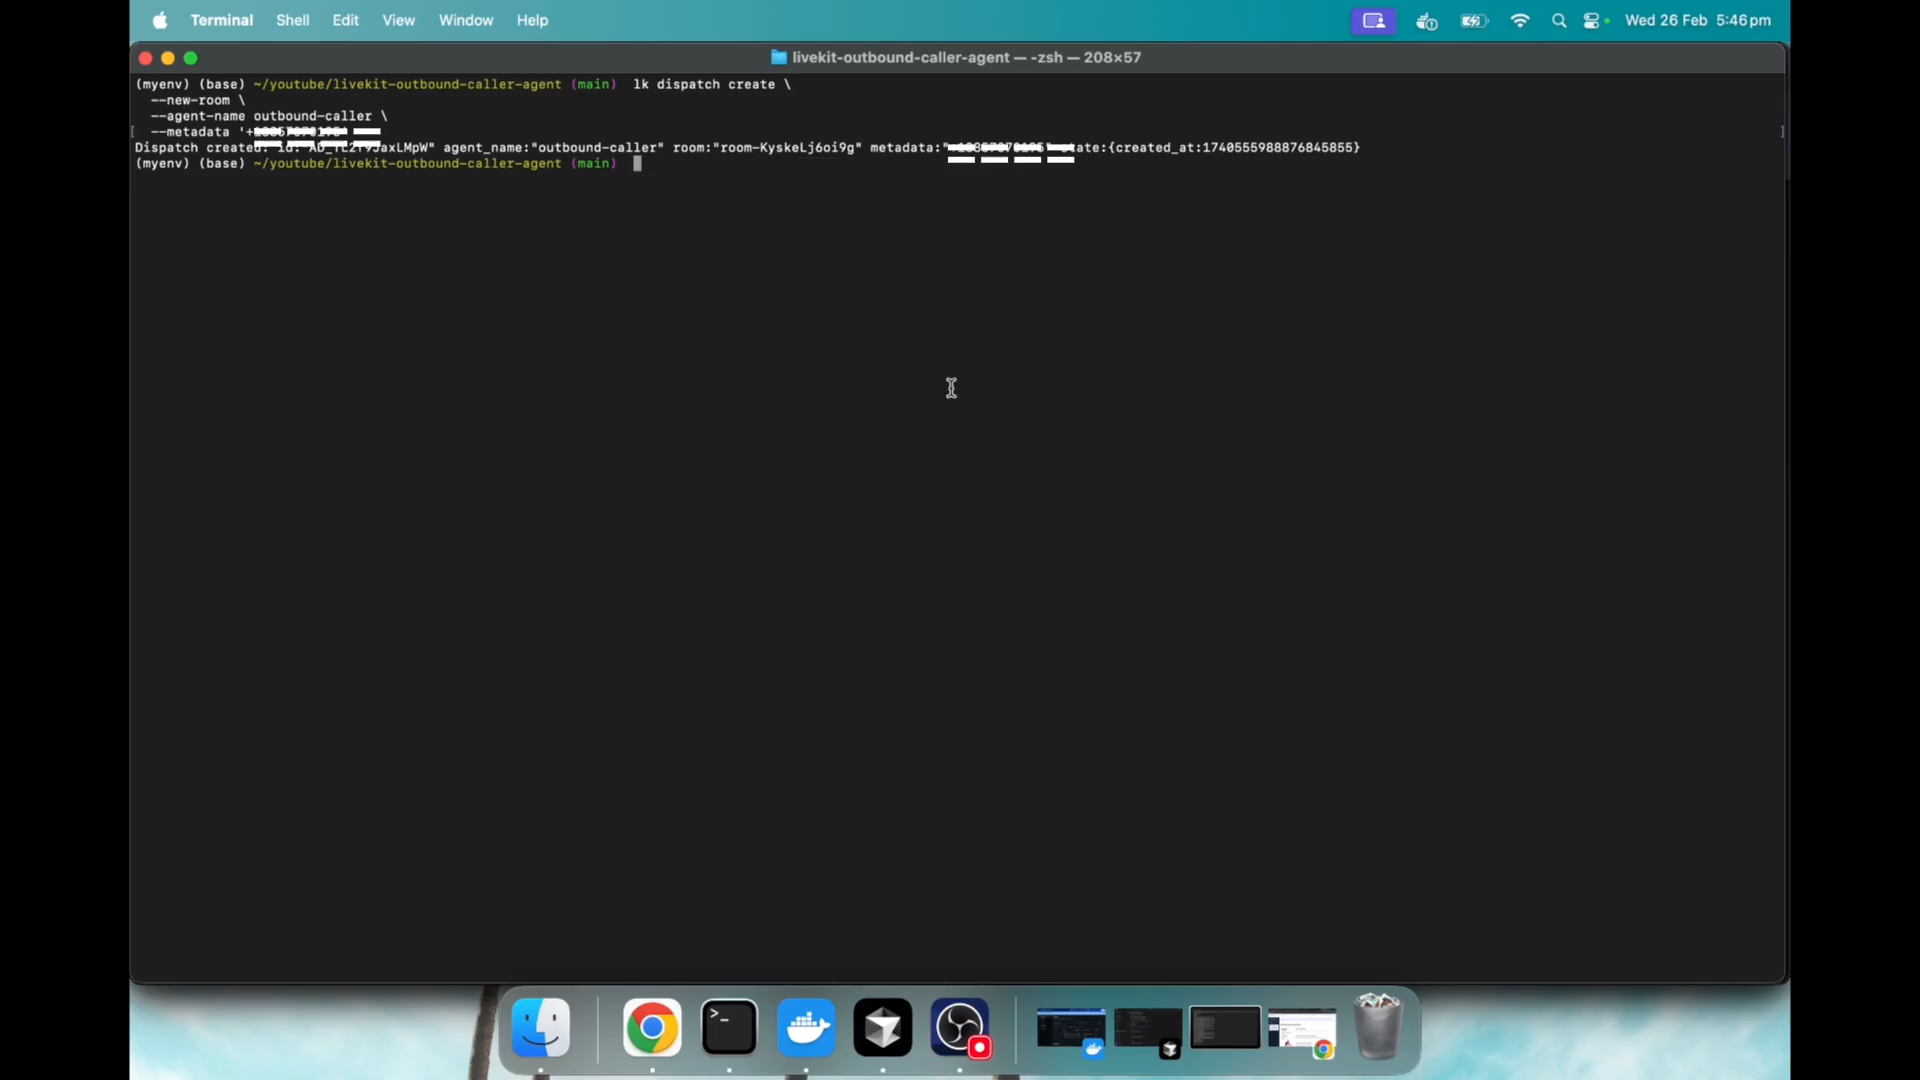 Terminal Shell Edit View Window Help Wed 26 Feb 5:46 pm
livekit-outbound-caller-agent — -zsh — 208×57
(myenv) (base) ~/youtube/livekit-outbound-caller-agent (main) lk dispatch create \
--new-room \
--agent-name outbound-caller \
[ --metadata '+ ]
Dispatch created: id: agent_name:"outbound-caller" room:"room-KyskeLj6oi9g" metadata:" state:{created_at:1740555988876845855}
(myenv) (base) ~/youtube/livekit-outbound-caller-agent (main)
>_